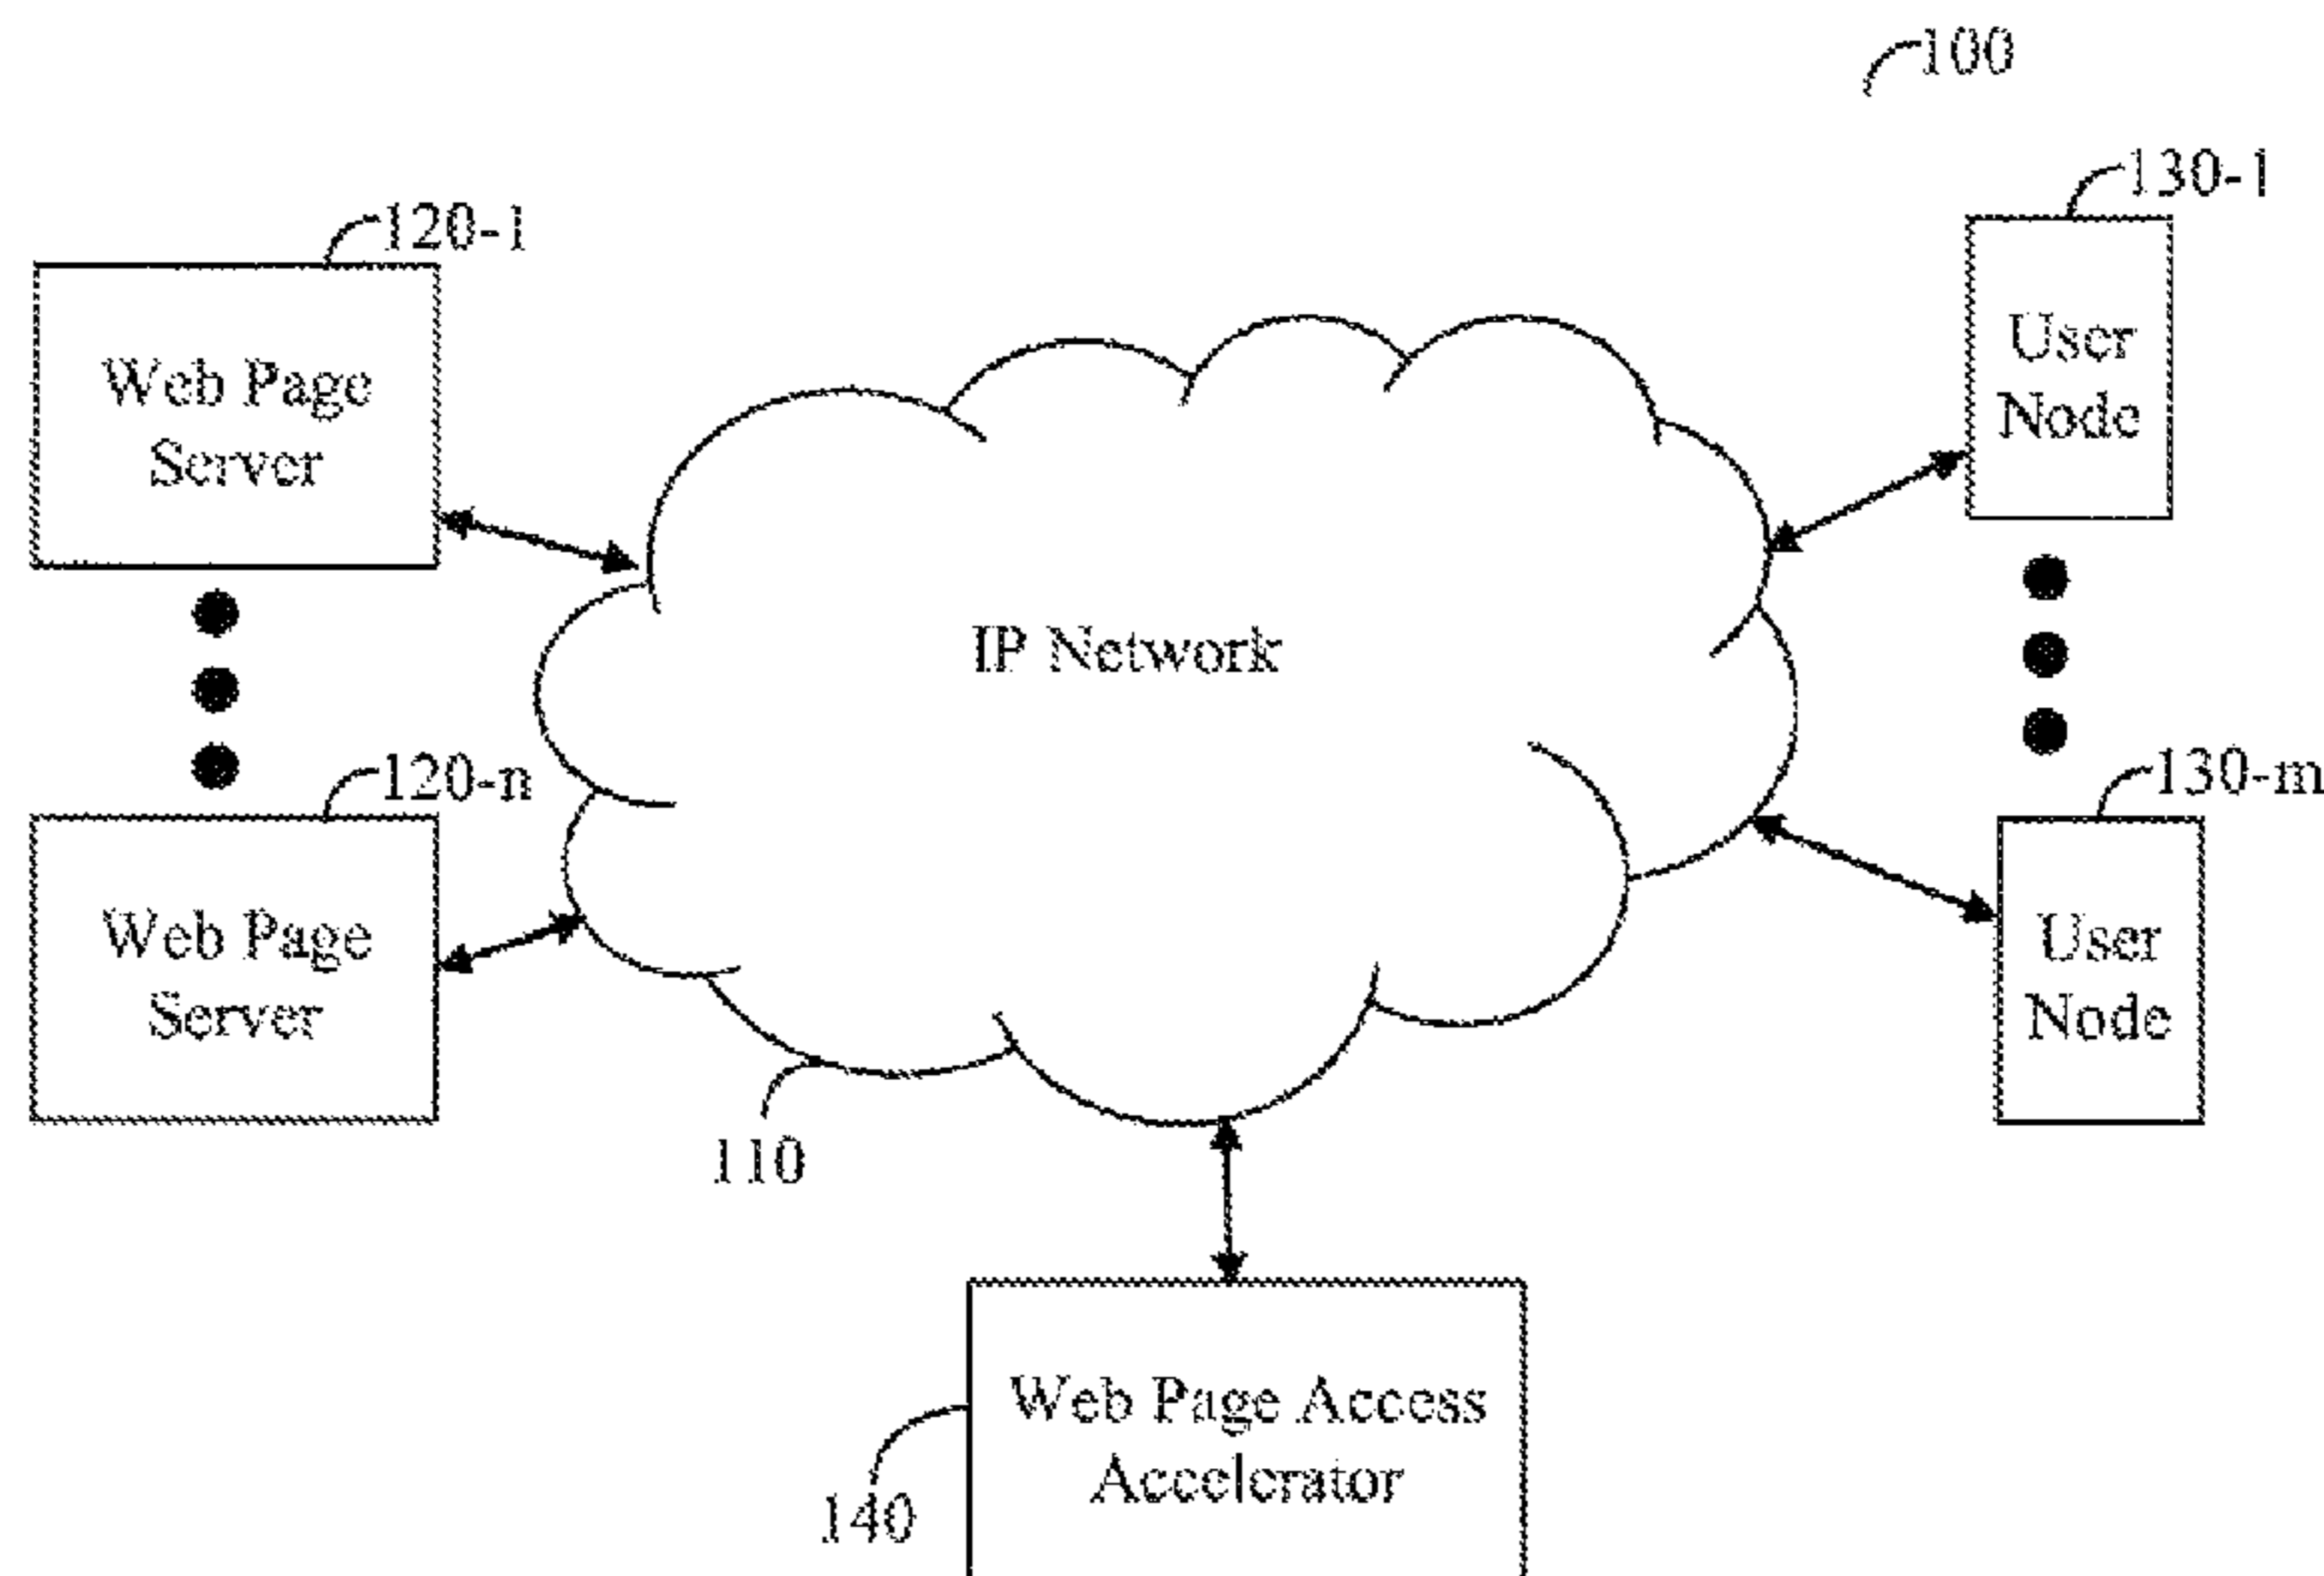 100
130-1
120-1
User
Node
Web Page
Server
IP Network
120-n
130-m
Web Page
Server
User
Node
110
Web Page Access
Accelerator
140